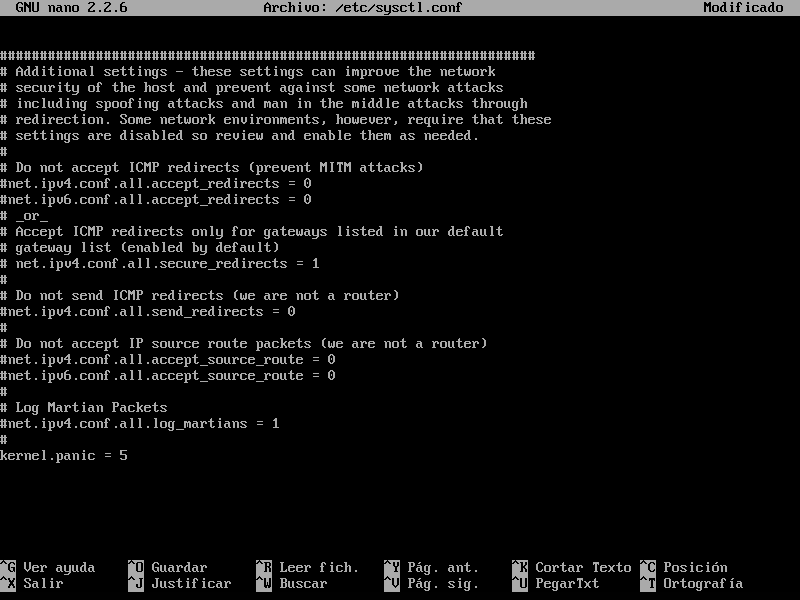 GNU nano 2.2.6 Archivo: /etc/sysctl.conf Modificado
###################################################################
# Additional settings - these settings can improve the network
# security of the host and prevent against some network attacks
# including spoofing attacks and man in the middle attacks through
# redirection. Some network environments, however, require that these
# settings are disabled so review and enable them as needed.
#
# Do not accept ICMP redirects (prevent MITM attacks)
#net.ipv4.conf.all.accept_redirects = 0
#net.ipv6.conf.all.accept_redirects = 0
# _or_
# Accept ICMP redirects only for gateways listed in our default
# gateway list (enabled by default)
# net.ipv4.conf.all.secure_redirects = 1
#
# Do not send ICMP redirects (we are not a router)
#net.ipv4.conf.all.send_redirects = 0
#
# Do not accept IP source route packets (we are not a router)
#net.ipv4.conf.all.accept_source_route = 0
#net.ipv6.conf.all.accept_source_route = 0
#
# Log Martian Packets
#net.ipv4.conf.all.log_martians = 1
#
kernel.panic = 5
^G Ver ayuda ^O Guardar ^R Leer fich. ^Y Pág. ant. ^K Cortar Texto ^C Posición
^X Salir ^J Justificar ^W Buscar ^V Pág. sig. ^U PegarTxt ^T Ortografía